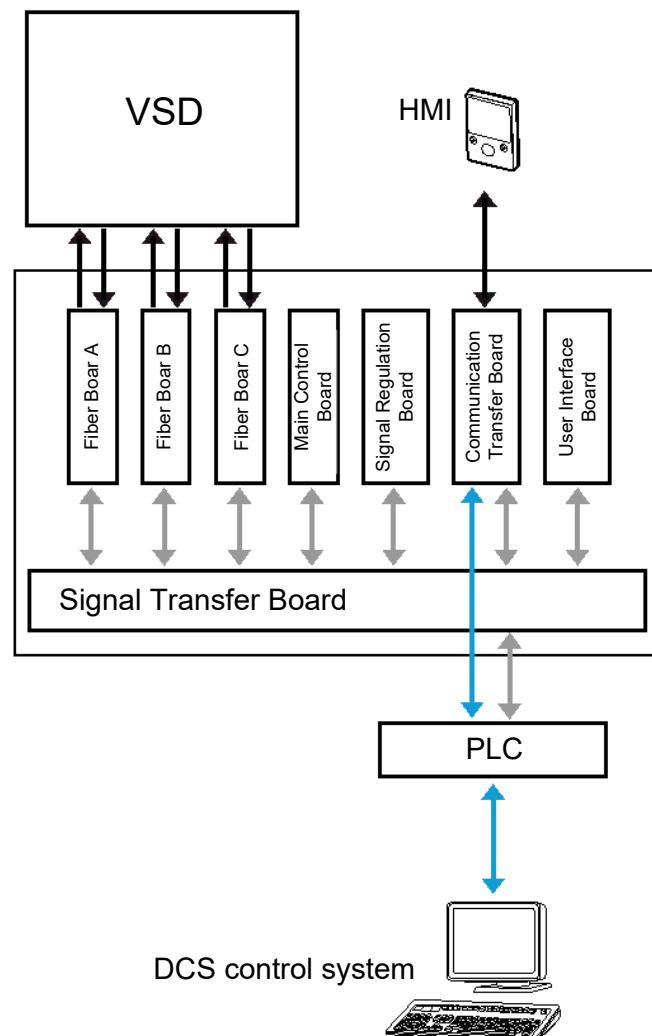 VSD
HMI
Fiber Boar A
Fiber Boar B
Fiber Boar C
Main Control
Board
Signal Regulation
Board
Communication
Transfer Board
User Interface
Board
Signal Transfer Board
PLC
DCS control system